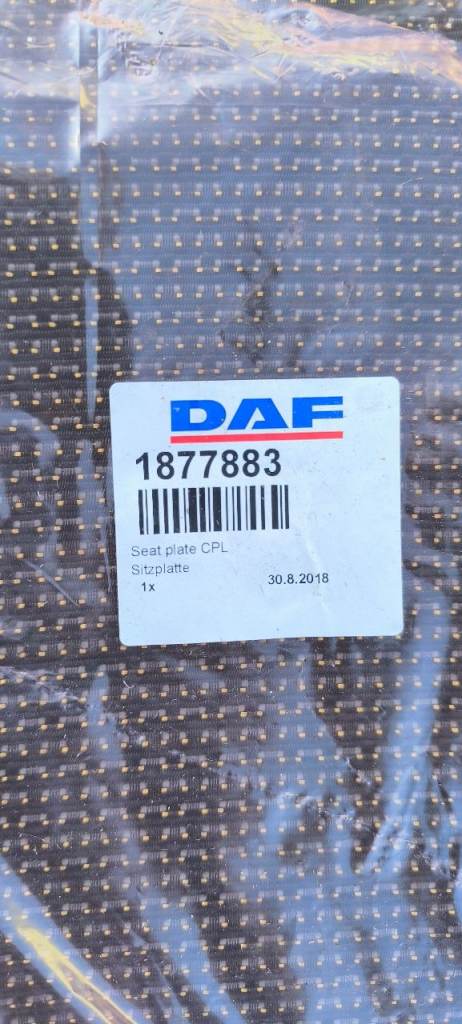 DAF
1877883
Seat plate CPL
Sitzplatte
1x 30.8.2018